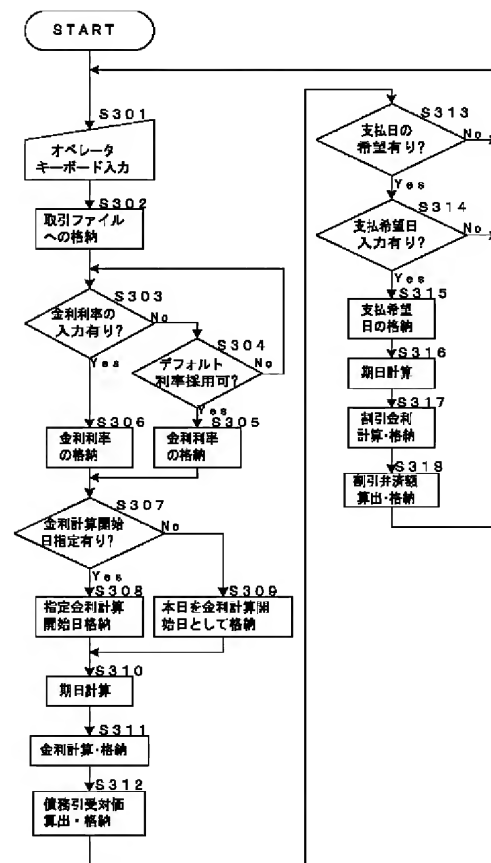 START
S301
オペレータ
キーボード入力
S302
取引ファイル
への格納
S303
金利利率の
入力有り?
No
Yes
S304
デフォルト
利率採用可?
No
Yes
S306
金利利率
の格納
S305
金利利率
の格納
S307
金利計算開始
日指定有り?
No
Yes
S308
指定金利計算
開始日格納
S309
本日を金利計算開
始日として格納
S310
期日計算
S311
金利計算・格納
S312
債務引受対価
算出・格納
S313
支払日の
希望有り?
No
Yes
S314
支払希望日
入力有り?
No
Yes
S315
支払希望
日の格納
S316
期日計算
S317
割引金利
計算・格納
S318
割引弁済額
算出・格納